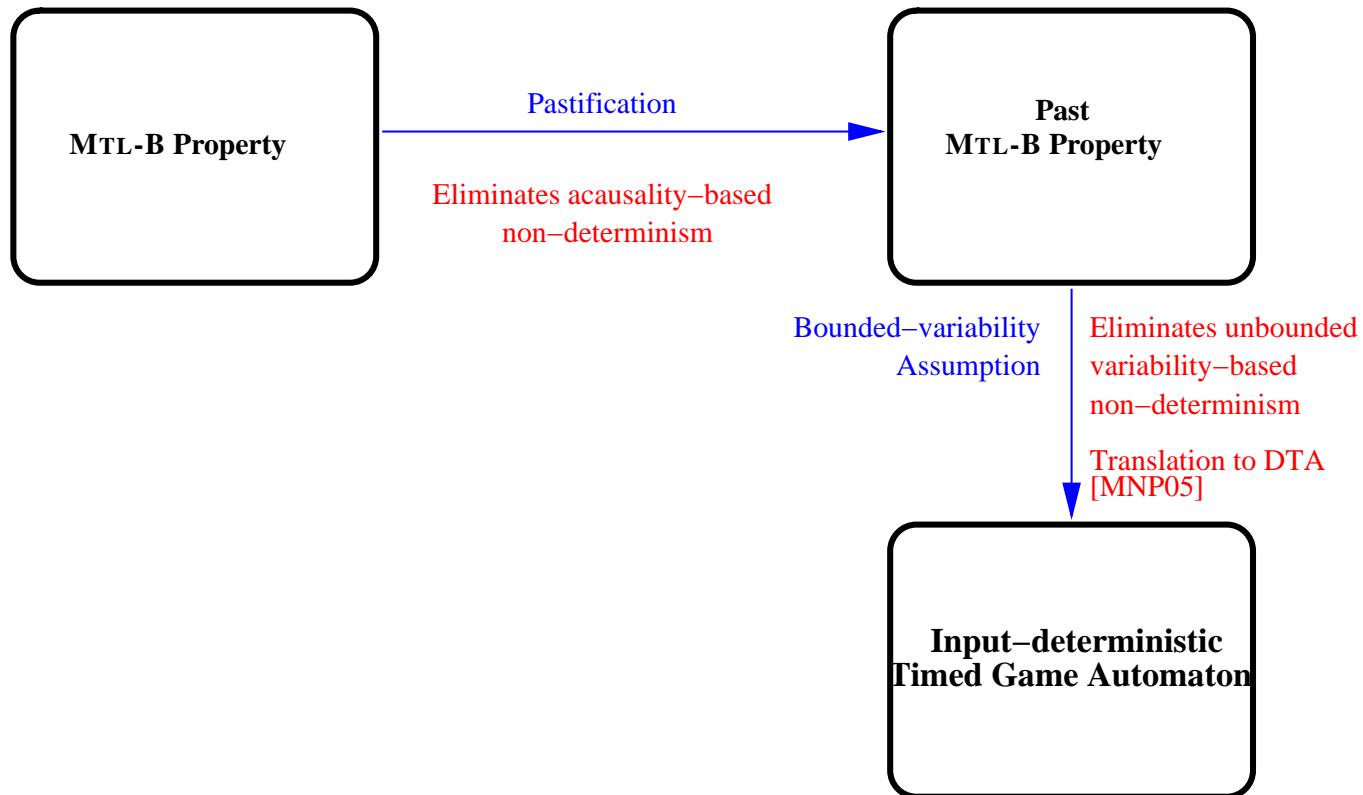 MTL-B Property
Pastification
Eliminates acausality−based
non−determinism
Past
MTL-B Property
Bounded−variability
Assumption
Eliminates unbounded
variability−based
non−determinism
Translation to DTA
[MNP05]
Input−deterministic
Timed Game Automaton